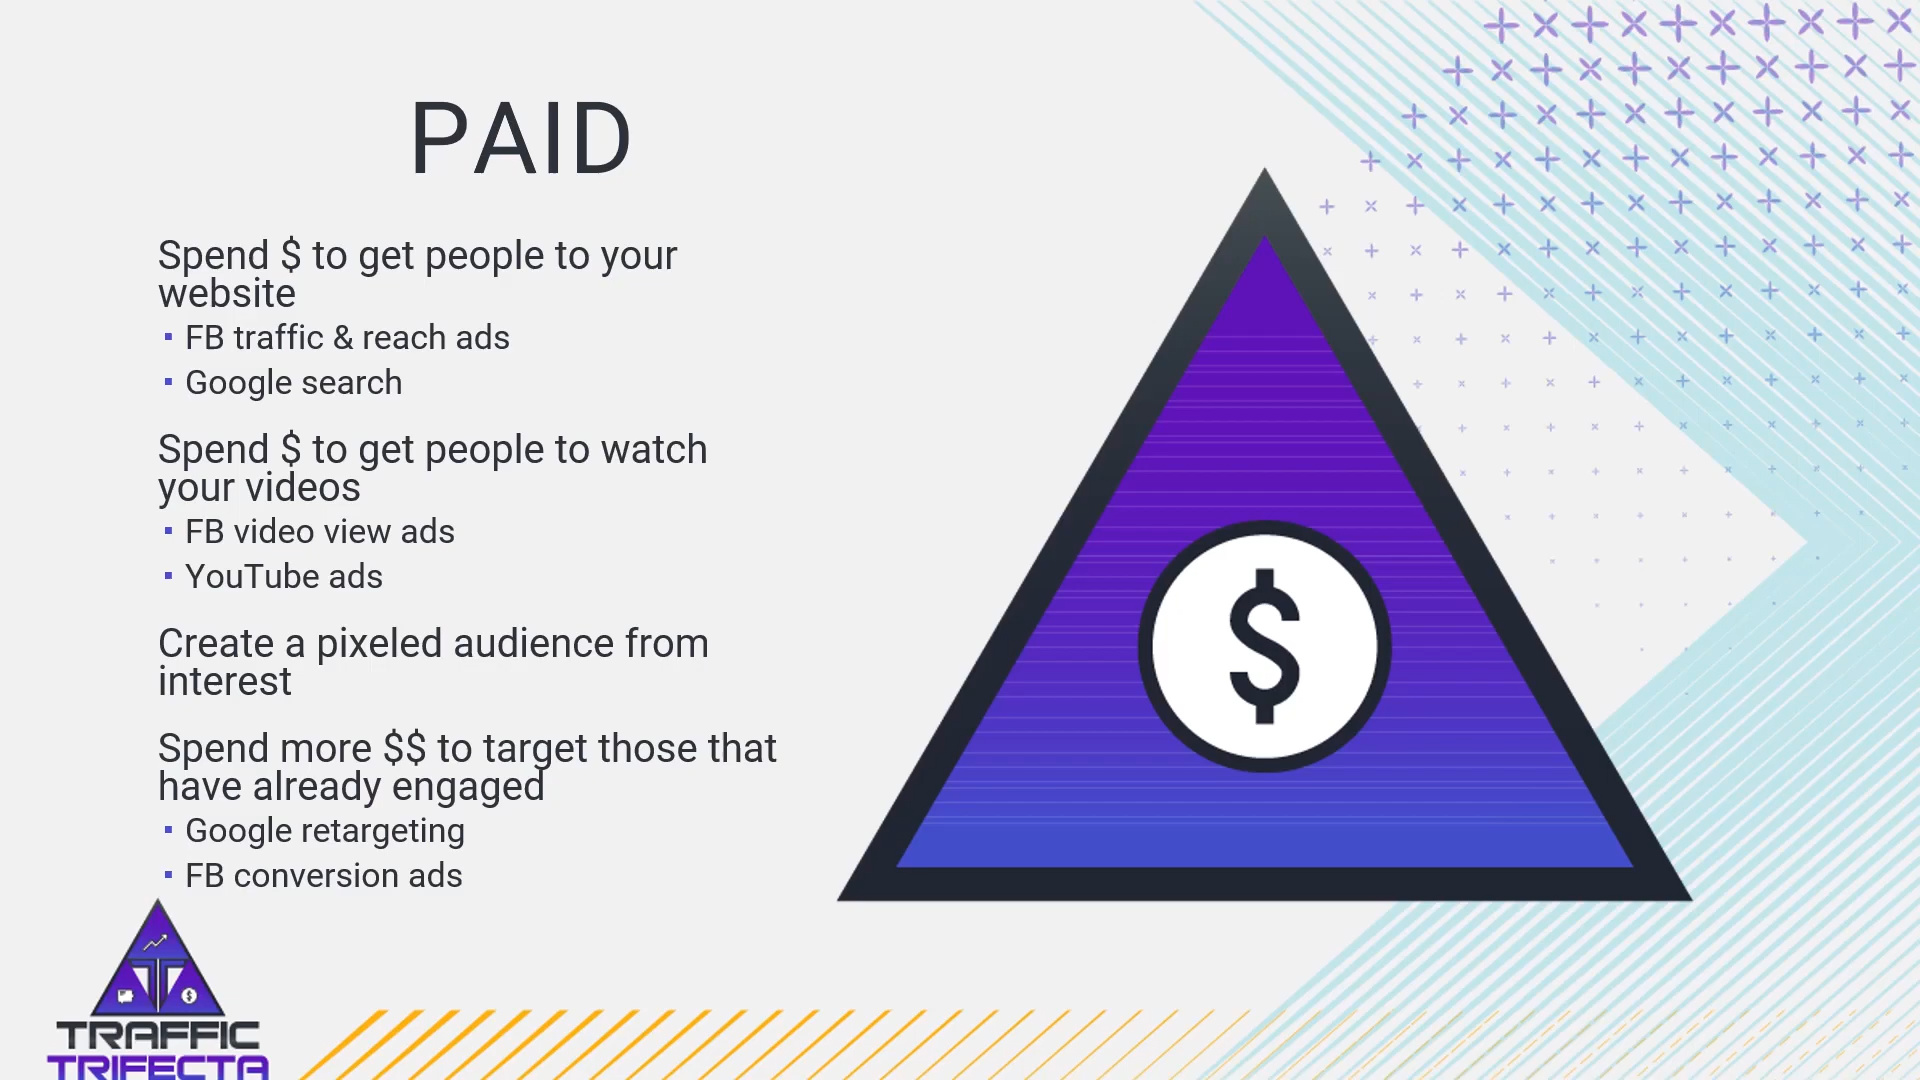 PAID
Spend $ to get people to your
website
FB traffic & reach ads
Google search
Spend $ to get people to watch
your videos
FB video view ads
YouTube ads
Create a pixeled audience from
interest
Spend more $$ to target those that
have already engaged
Google retargeting
FB conversion ads
$
TRAFFIC
TRIFECTA